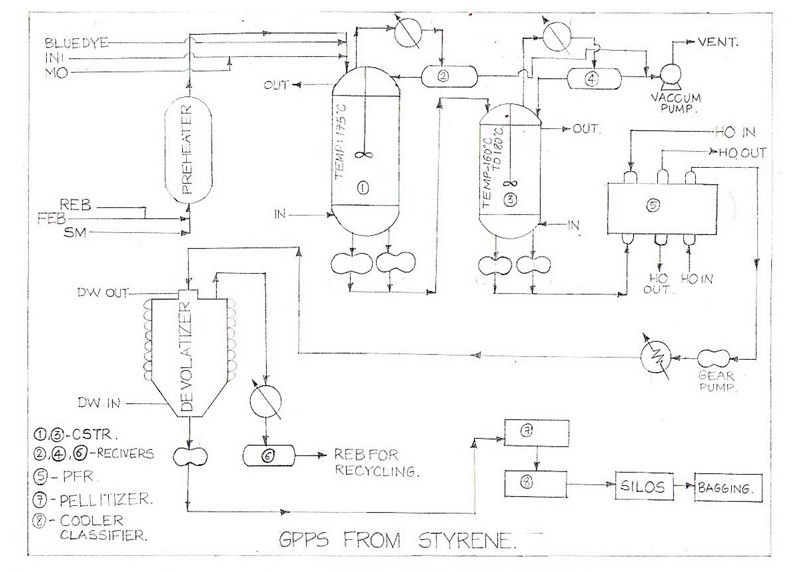 BLUEDYE
INI
MO
OUT
VENT.
VACCUM
PUMP.
②
④
PREHEATER
TEMP: 175°C
①
TEMP-160°C
TO 180°C
③
OUT.
HO IN
HO OUT
⑤
REB
FEB
SM
IN
IN
HO
OUT.
HO IN
DW OUT
DEVOLATIZER
GEAR
PUMP.
DW IN
①,③-CSTR.
②,④,⑥-RECIVERS
⑤-PFR.
⑦-PELLITIZER.
⑧-COOLER
CLASSIFIER.
⑥
REB FOR
RECYCLING.
⑦
⑧
SILOS
BAGGING.
GPPS FROM STYRENE.